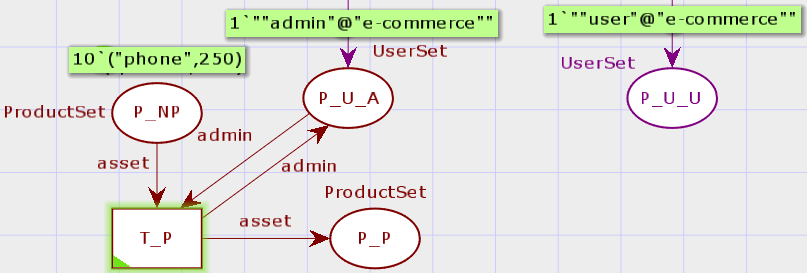 1`""admin"@"e-commerce""
1`""user"@"e-commerce""
10`("phone",250)
UserSet
UserSet
P_NP
P_U_A
P_U_U
ProductSet
admin
asset
admin
ProductSet
asset
T_P
P_P